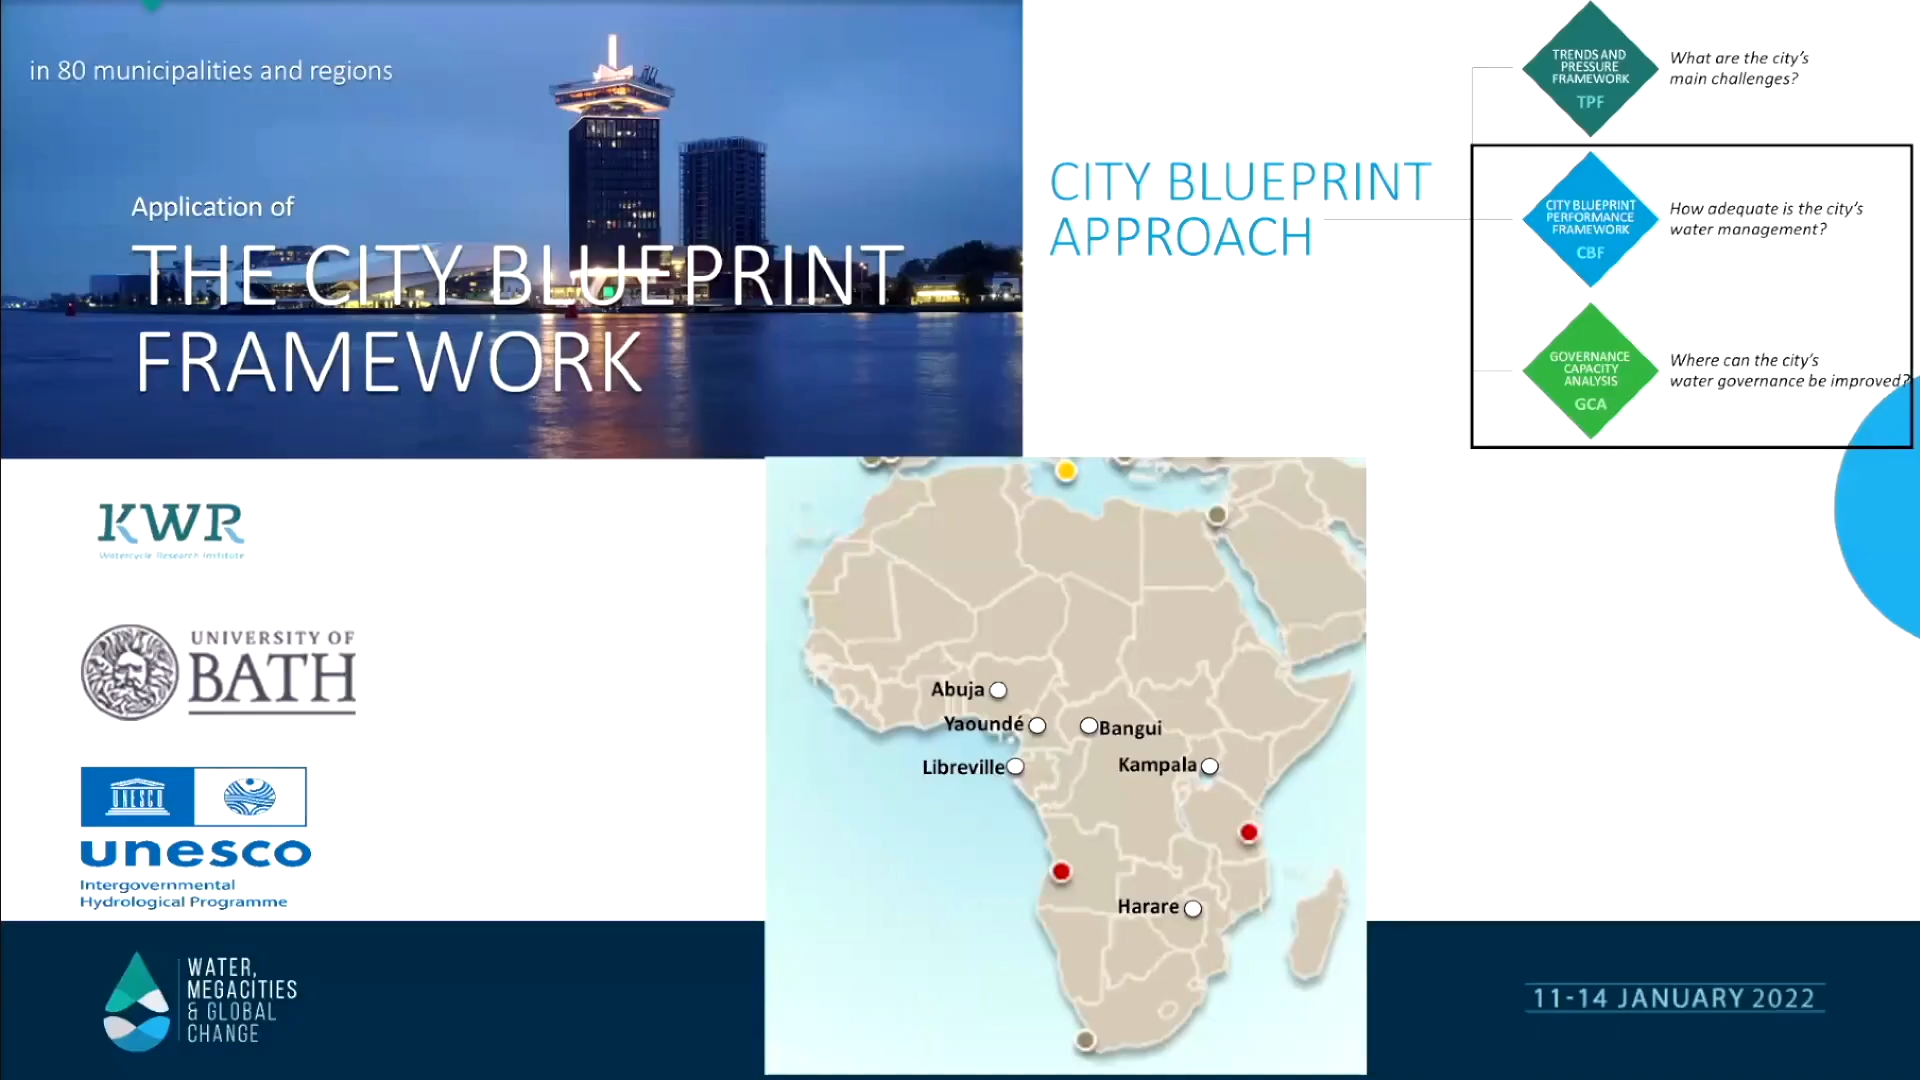 in 80 municipalities and regions
Application of
THE CITY BLUEPRINT
FRAMEWORK
CITY BLUEPRINT
APPROACH
TRENDS AND
PRESSURE
FRAMEWORK
TPF
What are the city's
main challenges?
CITY BLUEPRINT
PERFORMANCE
FRAMEWORK
CBF
How adequate is the city's
water management?
GOVERNANCE
CAPACITY
ANALYSIS
GCA
Where can the city's
water governance be improved?
KWR
Watercycle Research Institute
UNIVERSITY OF
BATH
UNESCO
unesco
Intergovernmental
Hydrological Programme
Abuja
Yaoundé
Bangui
Libreville
Kampala
Harare
WATER,
MEGACITIES
& GLOBAL
CHANGE
11-14 JANUARY 2022